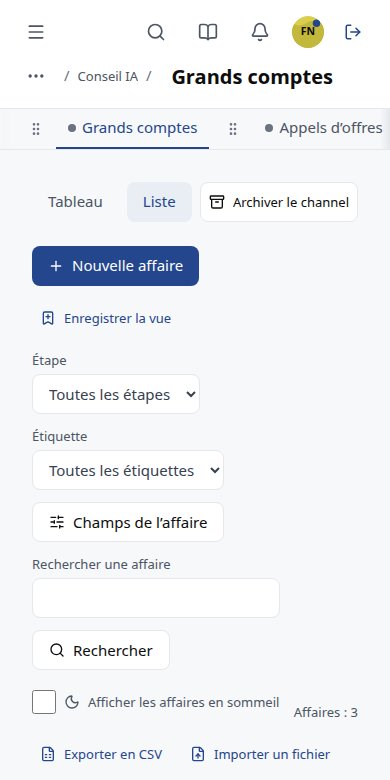 FN
/ Conseil IA / Grands comptes
Grands comptes Appels d’offres
Tableau Liste Archiver le channel
Nouvelle affaire
Enregistrer la vue
Étape
Toutes les étapes
Étiquette
Toutes les étiquettes
Champs de l’affaire
Rechercher une affaire
Rechercher
Afficher les affaires en sommeil
Affaires : 3
Exporter en CSV Importer un fichier